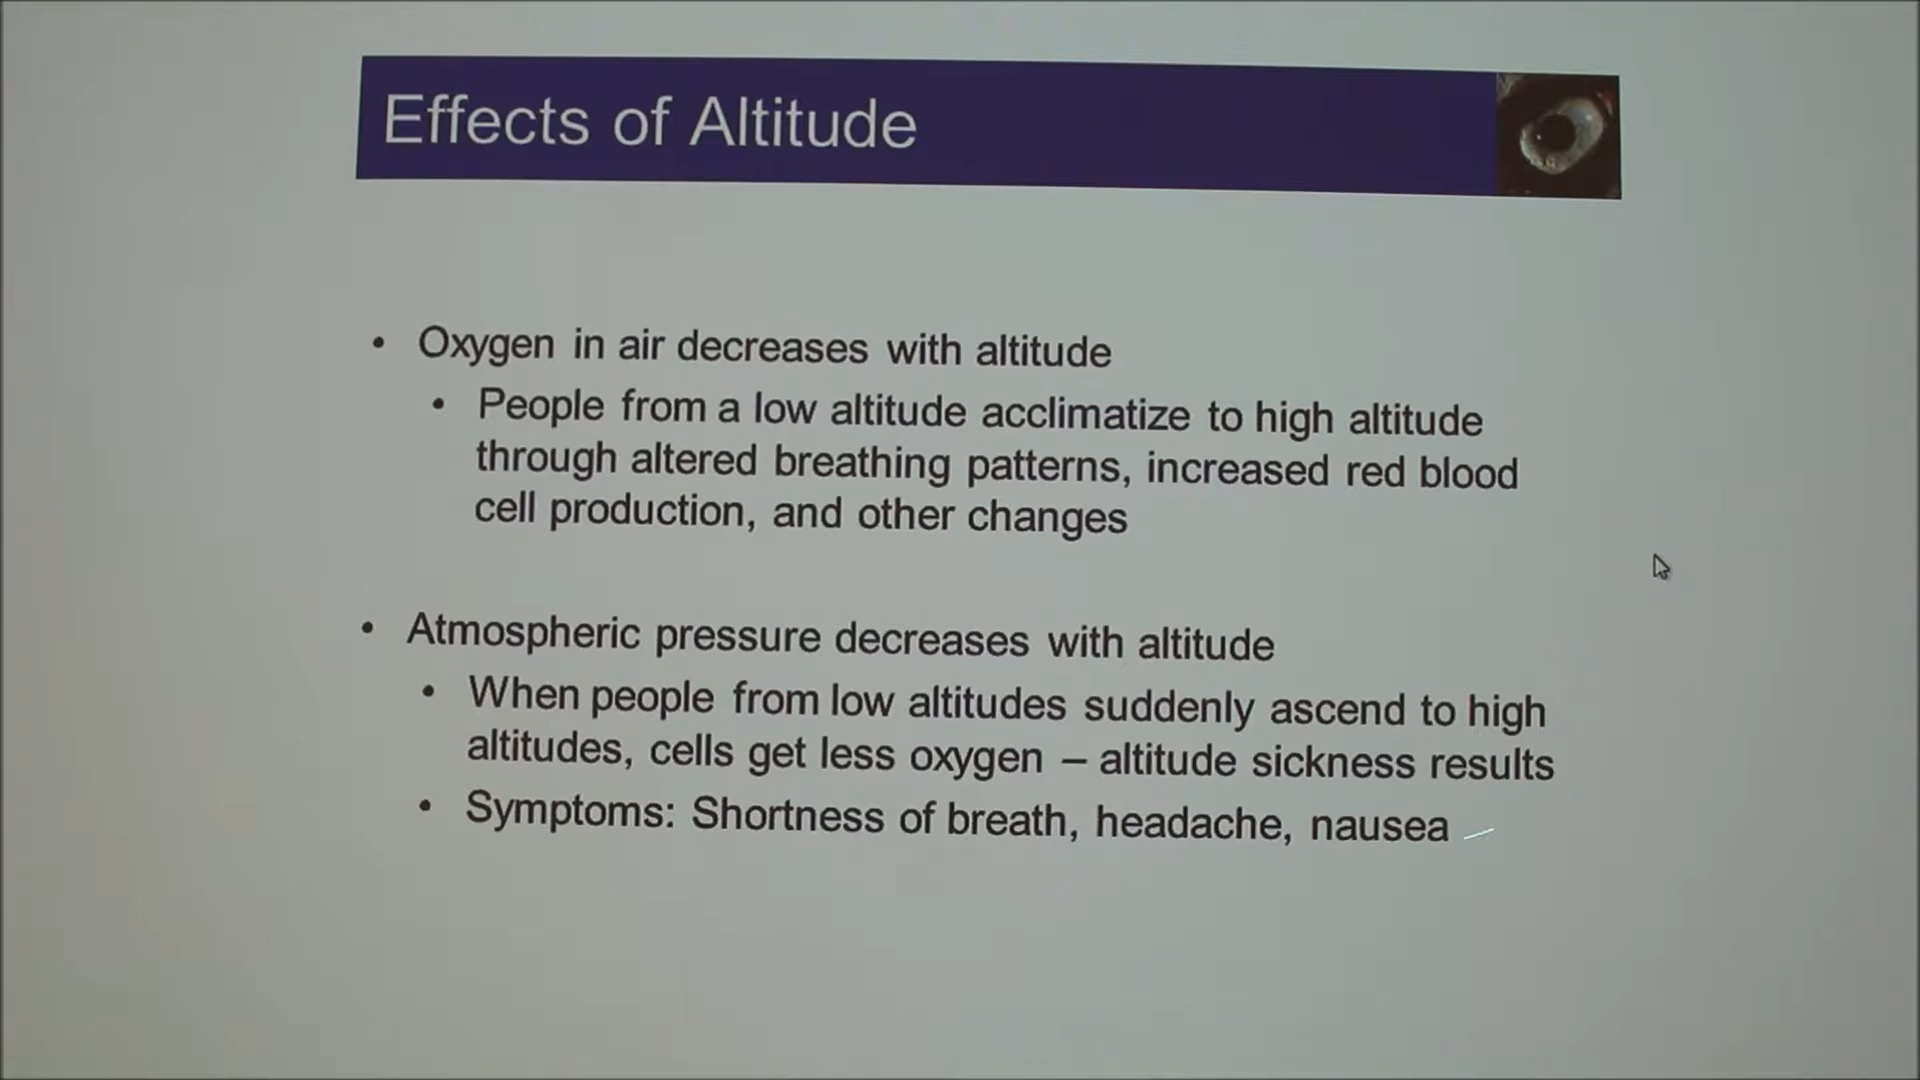 Effects of Altitude
• Oxygen in air decreases with altitude
• People from a low altitude acclimatize to high altitude
through altered breathing patterns, increased red blood
cell production, and other changes
• Atmospheric pressure decreases with altitude
• When people from low altitudes suddenly ascend to high
altitudes, cells get less oxygen – altitude sickness results
• Symptoms: Shortness of breath, headache, nausea